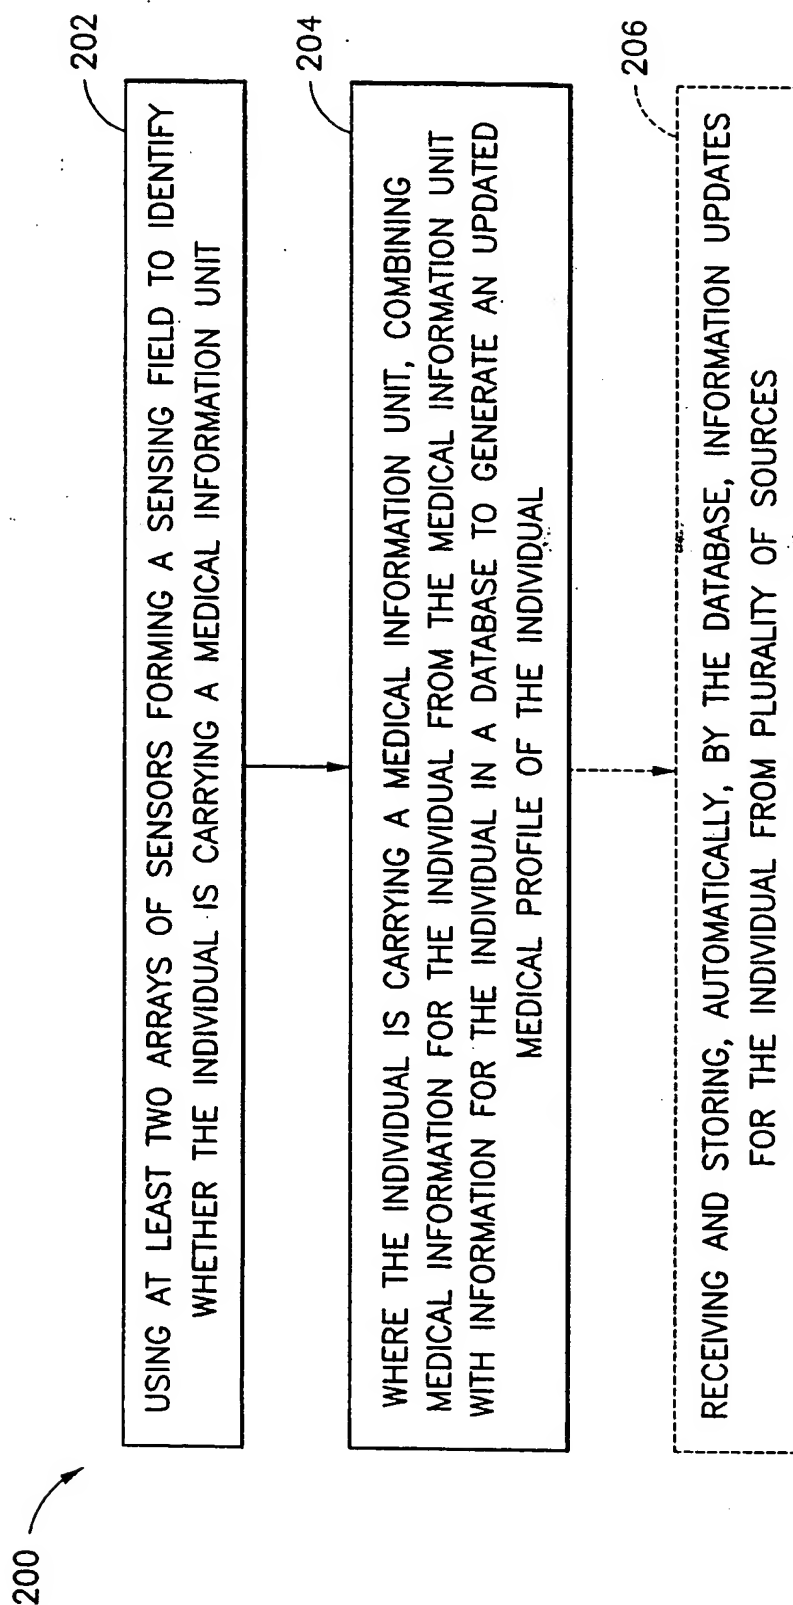 200
202
USING AT LEAST TWO ARRAYS OF SENSORS FORMING A SENSING FIELD TO IDENTIFY
WHETHER THE INDIVIDUAL IS CARRYING A MEDICAL INFORMATION UNIT
204
WHERE THE INDIVIDUAL IS CARRYING A MEDICAL INFORMATION UNIT, COMBINING
MEDICAL INFORMATION FOR THE INDIVIDUAL FROM THE MEDICAL INFORMATION UNIT
WITH INFORMATION FOR THE INDIVIDUAL IN A DATABASE TO GENERATE AN UPDATED
MEDICAL PROFILE OF THE INDIVIDUAL
206
RECEIVING AND STORING, AUTOMATICALLY, BY THE DATABASE, INFORMATION UPDATES
FOR THE INDIVIDUAL FROM PLURALITY OF SOURCES